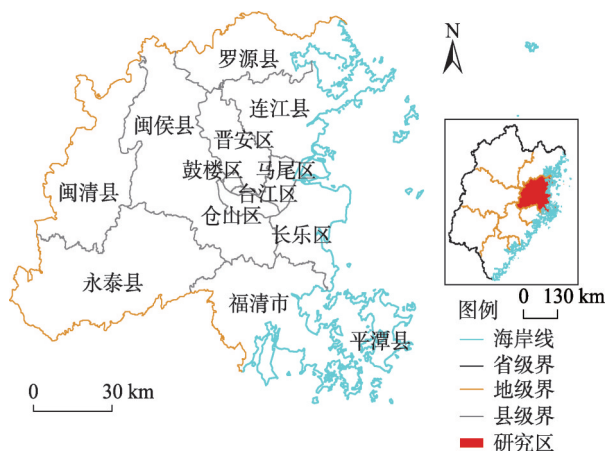 罗源县
N
连江县
闽侯县
晋安区
鼓楼区 马尾区
闽清县
台江区
仓山区
长乐区
永泰县
福清市
平潭县
0 30 km
图例 0 130 km
海岸线
省级界
地级界
县级界
研究区